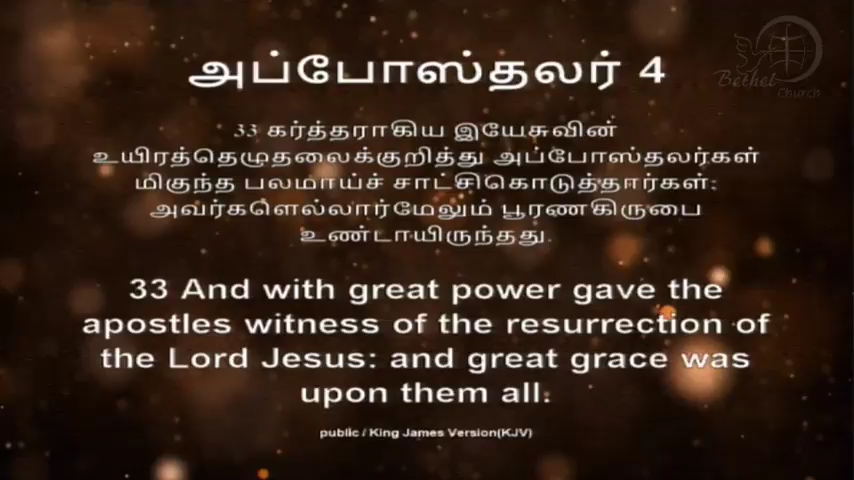 அப்போஸ்தலர் 4
Bethel
Church
33 கர்த்தராகிய இயேசுவின்
உயிரத்தெழுதலைக்குறித்து அப்போஸ்தலர்கள்
மிகுந்த பலமாய்ச் சாட்சிகொடுத்தார்கள்;
அவர்களெல்லார்மேலும் பூரணகிருபை
உண்டாயிருந்தது.
33 And with great power gave the
apostles witness of the resurrection of
the Lord Jesus: and great grace was
upon them all.
public / King James Version(KJV)